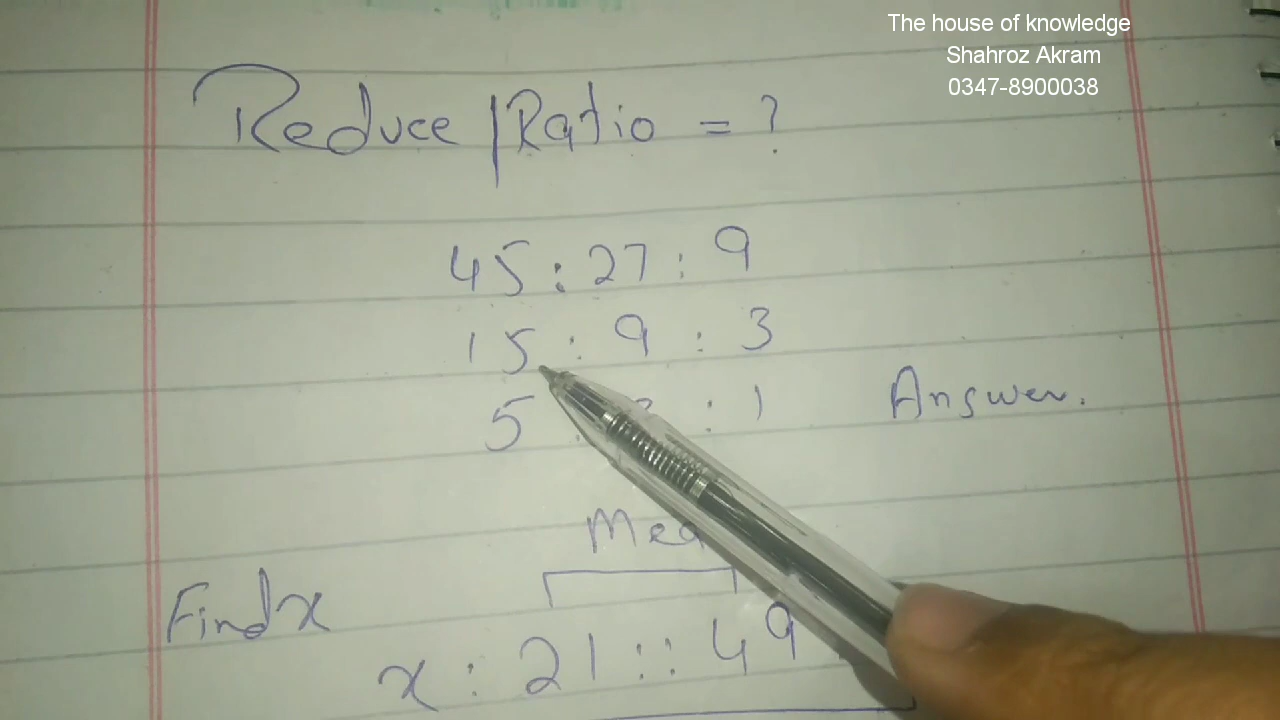 The house of knowledge
Shahroz Akram
0347-8900038
Reduce | Ratio = ?
45 : 27 : 9
15 : 9 : 3
5 : : 1 Answer.
Find x
x : 21 :: 49